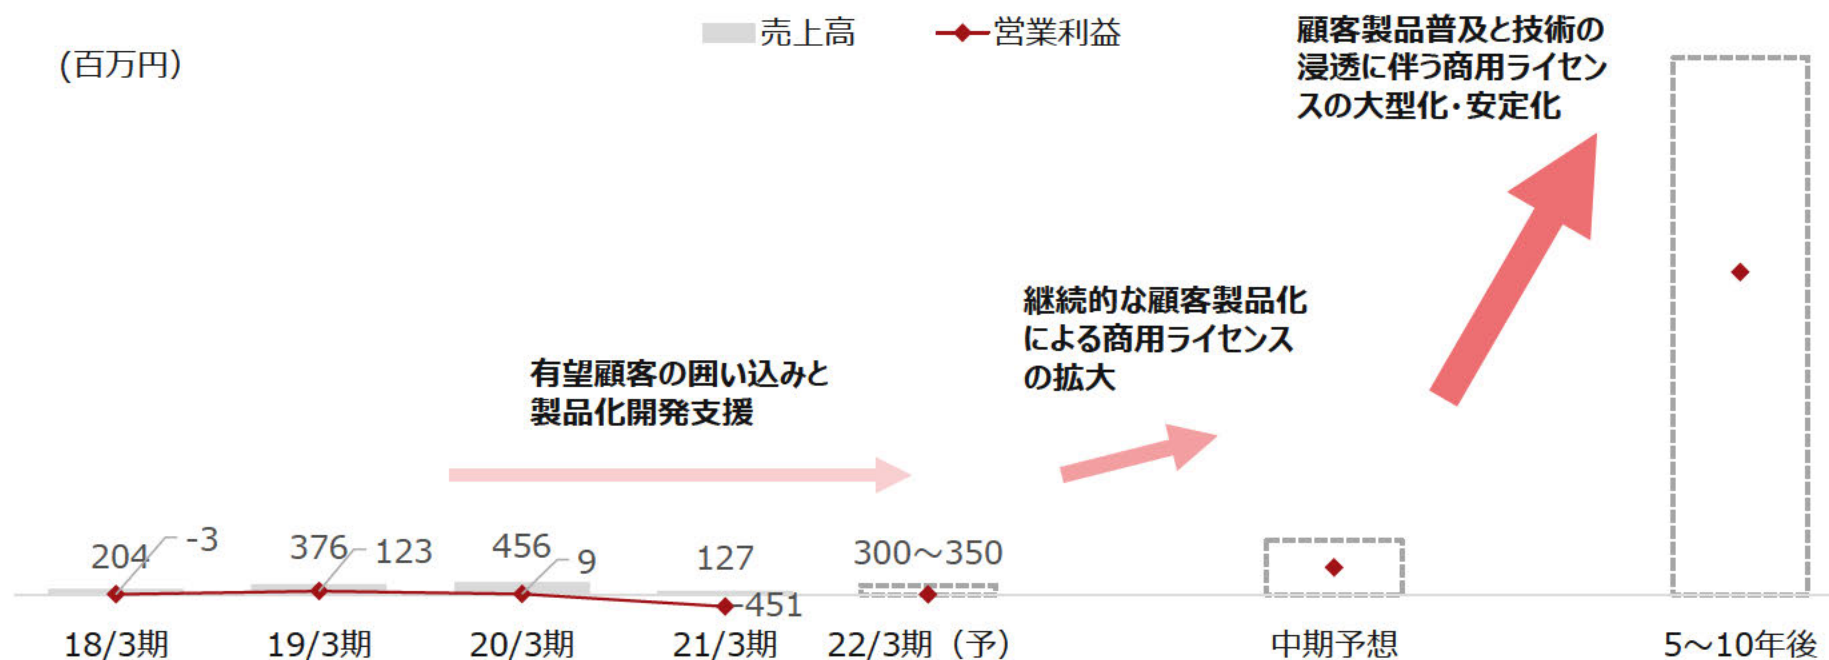 (百万円)
売上高
営業利益
顧客製品普及と技術の
浸透に伴う商用ライセン
スの大型化・安定化
継続的な顧客製品化
による商用ライセンス
の拡大
有望顧客の囲い込みと
製品化開発支援
204
-3
376
123
456
9
127
-451
300～350
18/3期
19/3期
20/3期
21/3期
22/3期（予）
中期予想
5～10年後